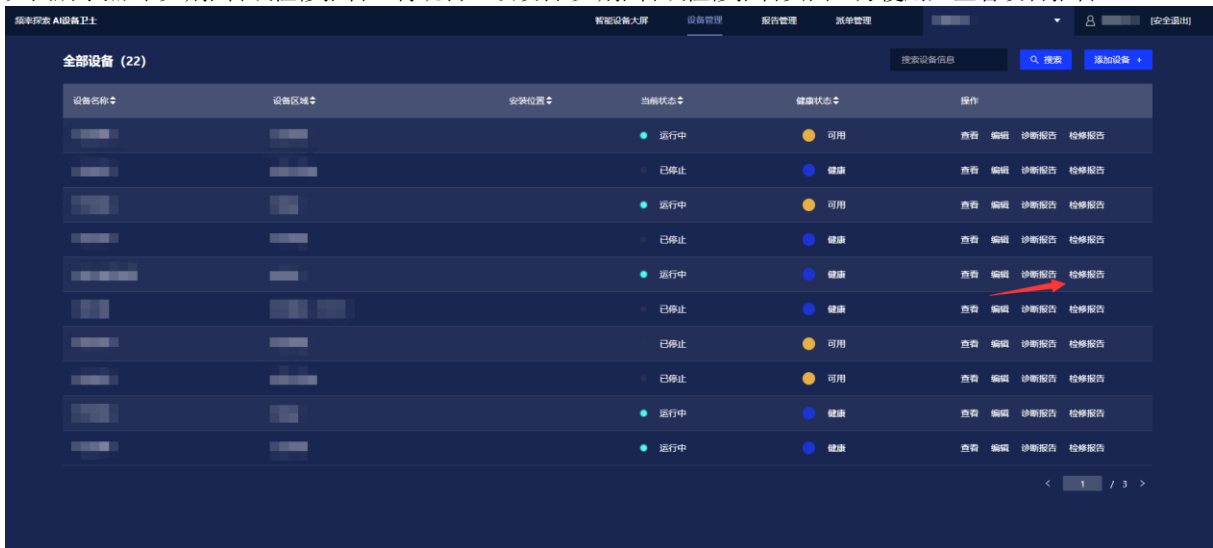 频率探索 AI设备卫士 智能设备大屏 设备管理 报告管理 派单管理 [安全退出]
全部设备（22） 搜索设备信息 搜索 添加设备 +
设备名称 设备区域 安装位置 当前状态 健康状态 操作
运行中 可用 查看 编辑 诊断报告 检修报告
已停止 健康 查看 编辑 诊断报告 检修报告
运行中 可用 查看 编辑 诊断报告 检修报告
已停止 健康 查看 编辑 诊断报告 检修报告
运行中 健康 查看 编辑 诊断报告 检修报告
已停止 健康 查看 编辑 诊断报告 检修报告
已停止 可用 查看 编辑 诊断报告 检修报告
已停止 可用 查看 编辑 诊断报告 检修报告
运行中 健康 查看 编辑 诊断报告 检修报告
运行中 健康 查看 编辑 诊断报告 检修报告
< 1 / 3 >